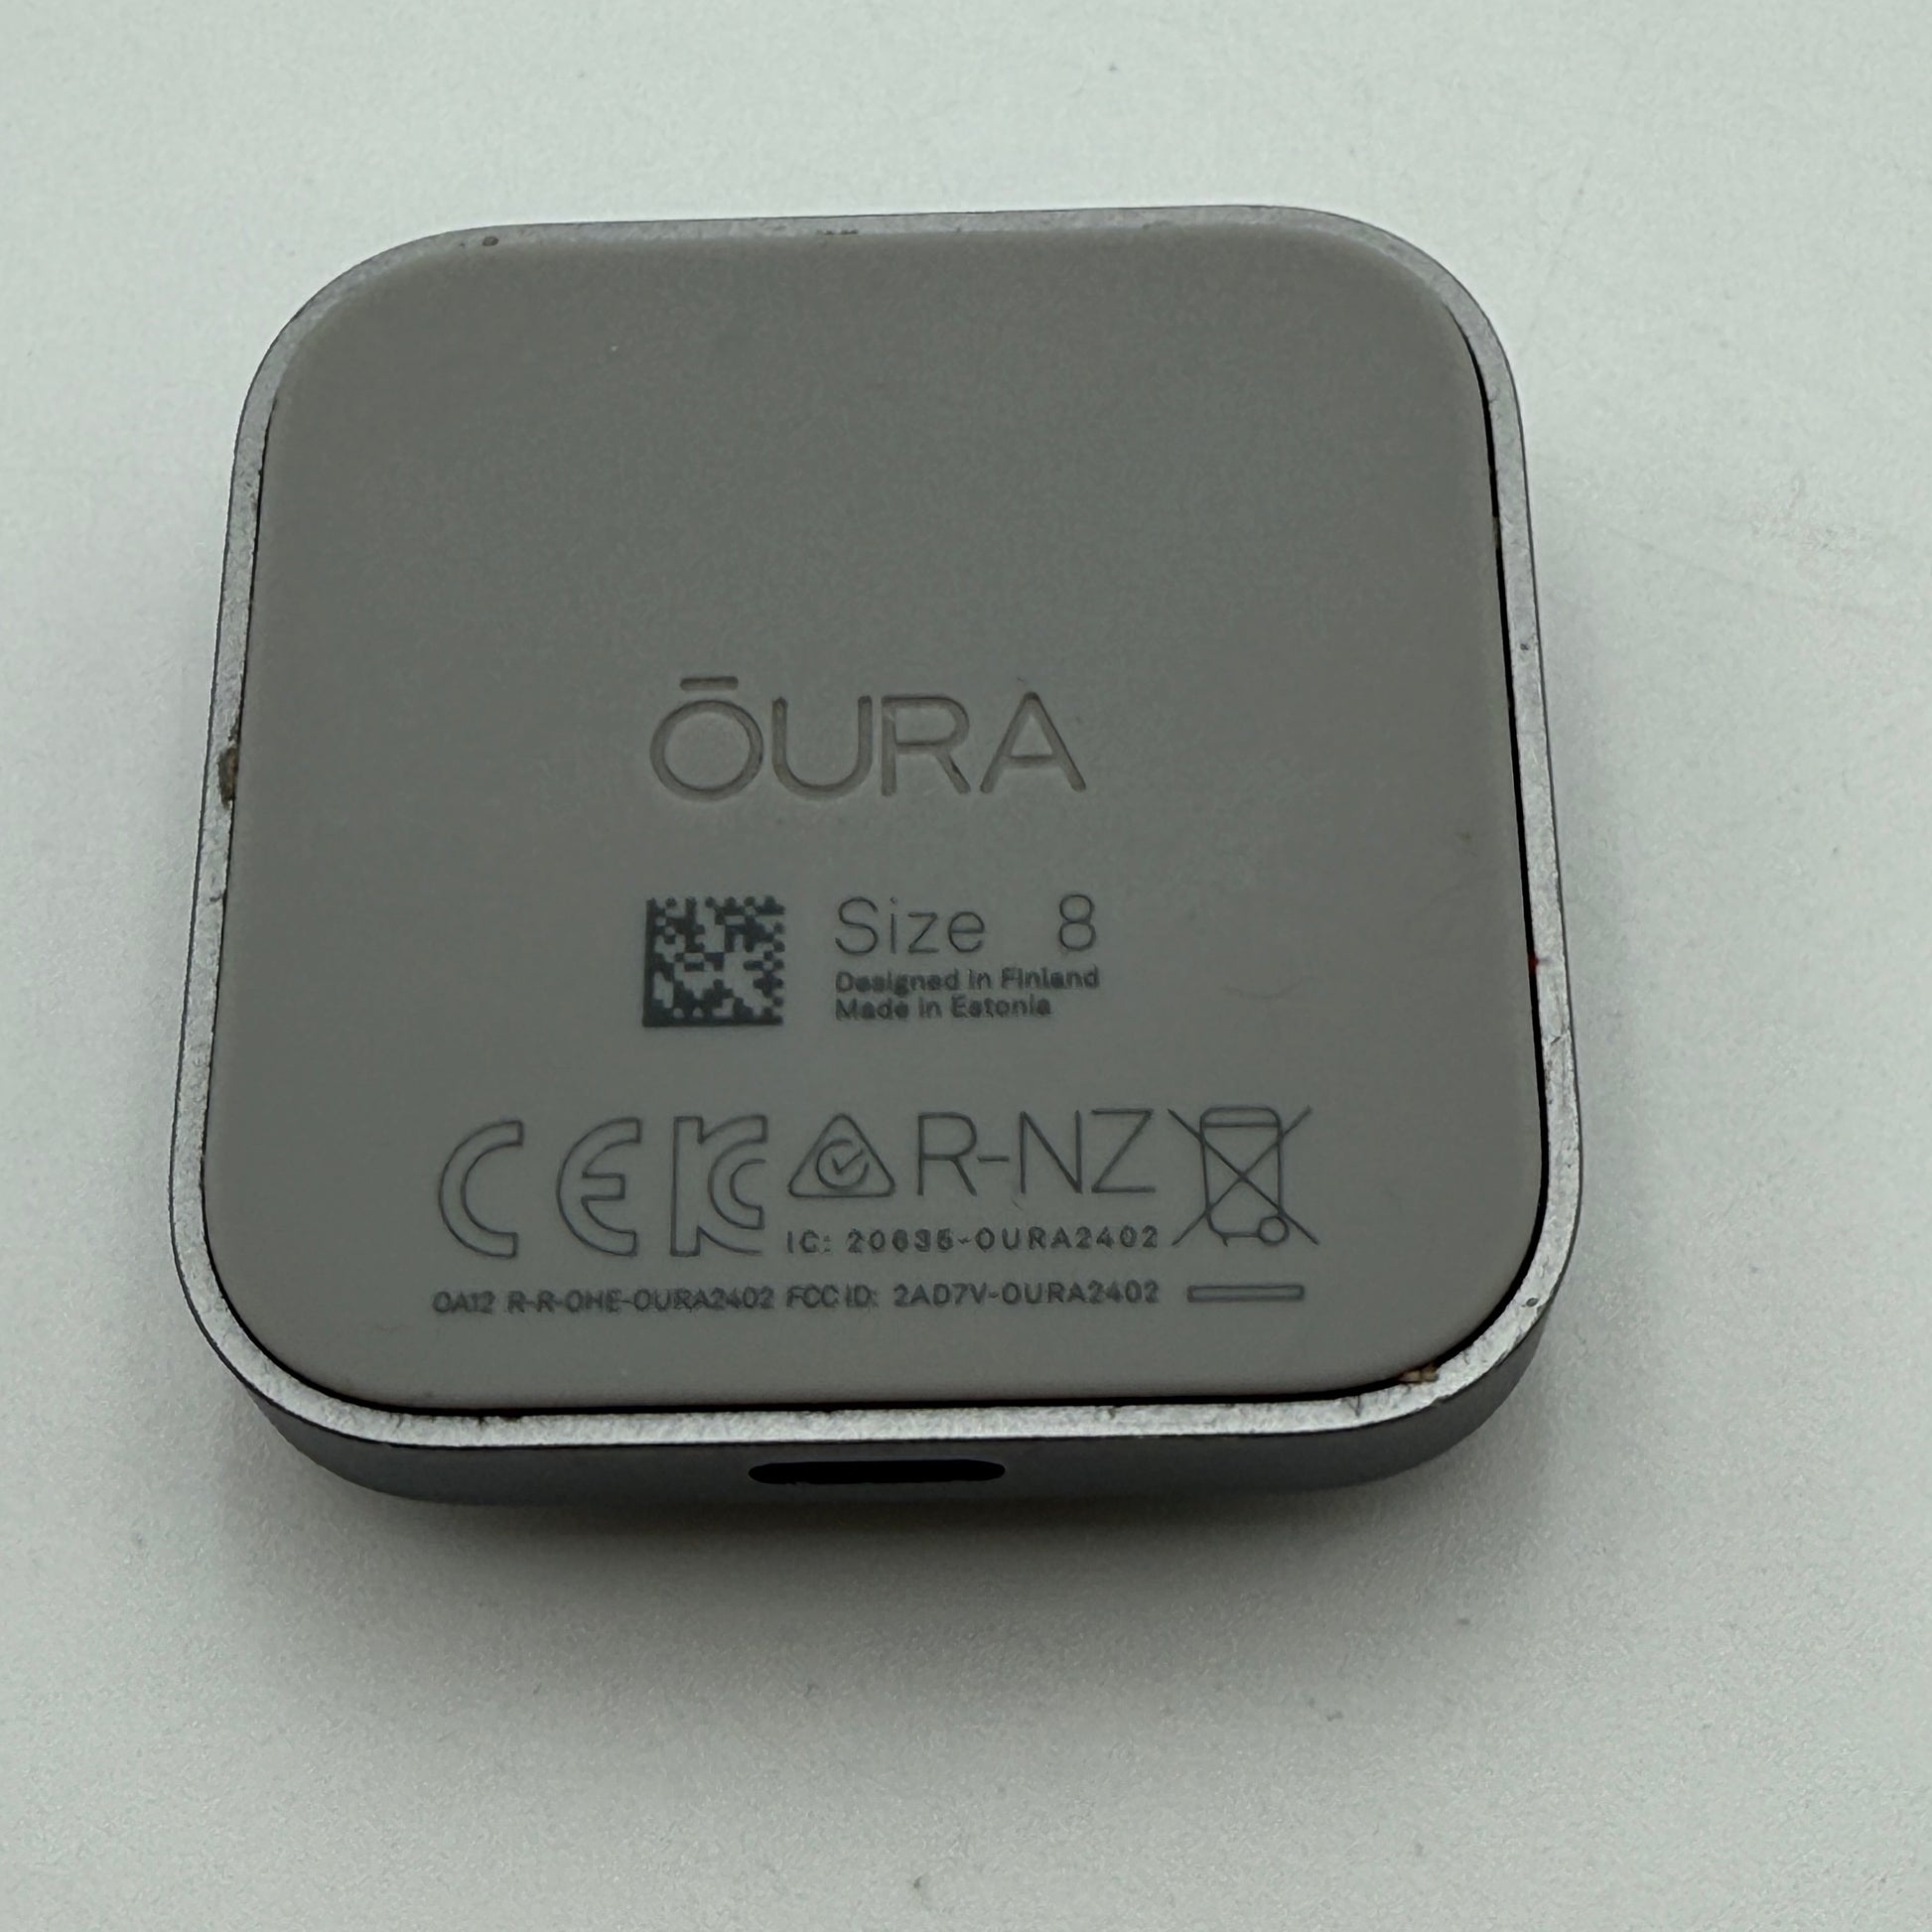 ŌURA
Size 8
Designed in Finland
Made in Estonia
CE R-NZ
IC: 20635-OURA2402
OA12 R-R-OHE-OURA2402 FCC ID: 2AD7V-OURA2402